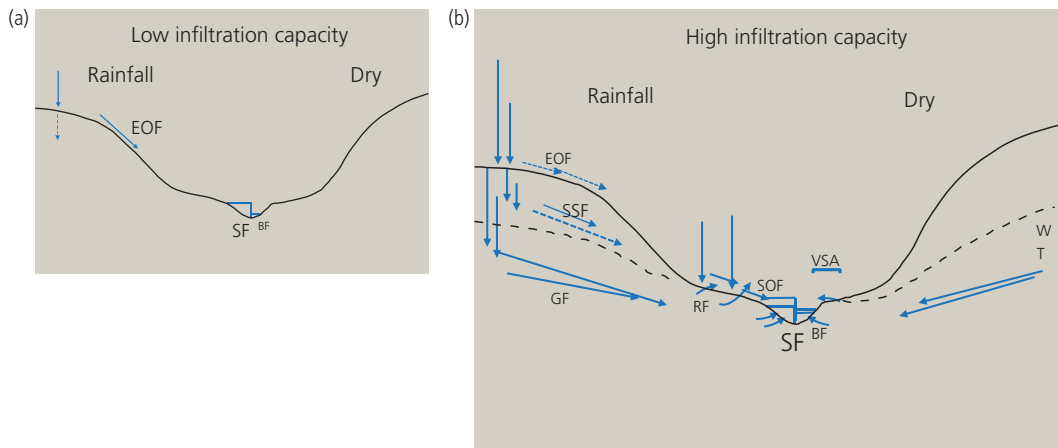 (a)
Low infiltration capacity
Rainfall Dry
EOF
SF BF
(b)
High infiltration capacity
Rainfall Dry
EOF
SSF
W
T
VSA
GF RF SOF
SF BF